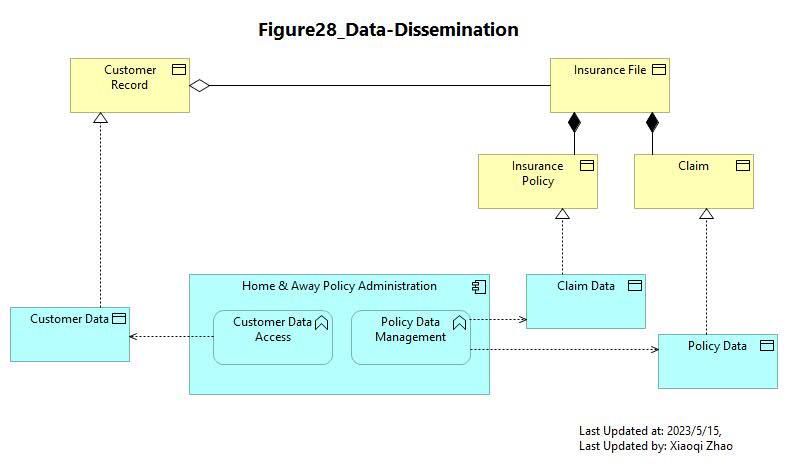 Figure28_Data-Dissemination
Customer
Record
Insurance File
Insurance
Policy
Claim
Home & Away Policy Administration
Claim Data
Customer Data
Customer Data
Access
Policy Data
Management
Policy Data
Last Updated at: 2023/5/15,
Last Updated by: Xiaoqi Zhao